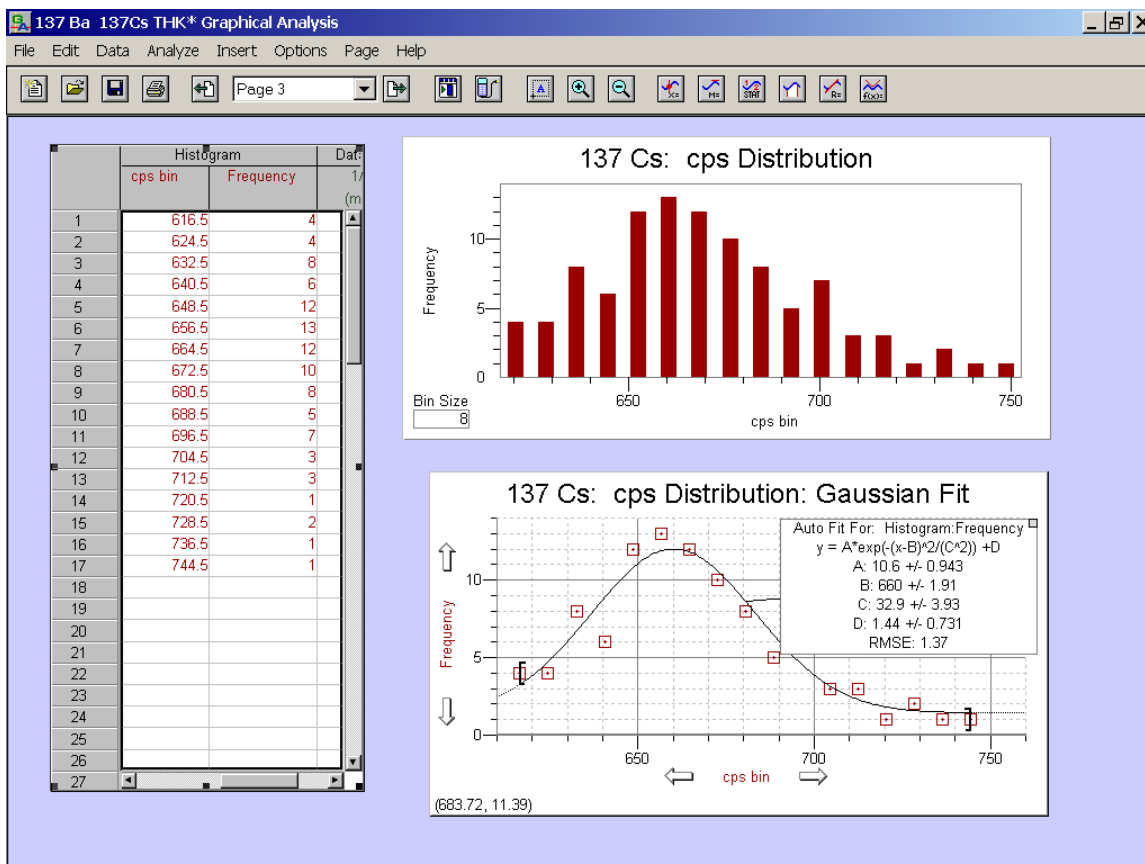 137 Ba  137Cs THK* Graphical Analysis
File Edit Data Analyze Insert Options Page Help
Page 3
X= M= STAT R= f(x)=
Histogram
cps bin Frequency 1/
(m
1 616.5 4
2 624.5 4
3 632.5 8
4 640.5 6
5 648.5 12
6 656.5 13
7 664.5 12
8 672.5 10
9 680.5 8
10 688.5 5
11 696.5 7
12 704.5 3
13 712.5 3
14 720.5 1
15 728.5 2
16 736.5 1
17 744.5 1
18
19
20
21
22
23
24
25
26
27
137 Cs:  cps Distribution
Frequency
10
5
0
650 700 750
cps bin
Bin Size
8
137 Cs:  cps Distribution: Gaussian Fit
Auto Fit For:  Histogram:Frequency
y = A*exp(-(x-B)^2/(C^2)) +D
A: 10.6 +/- 0.943
B: 660 +/- 1.91
C: 32.9 +/- 3.93
D: 1.44 +/- 0.731
RMSE: 1.37
Frequency
10
5
0
650 700 750
cps bin
(683.72, 11.39)